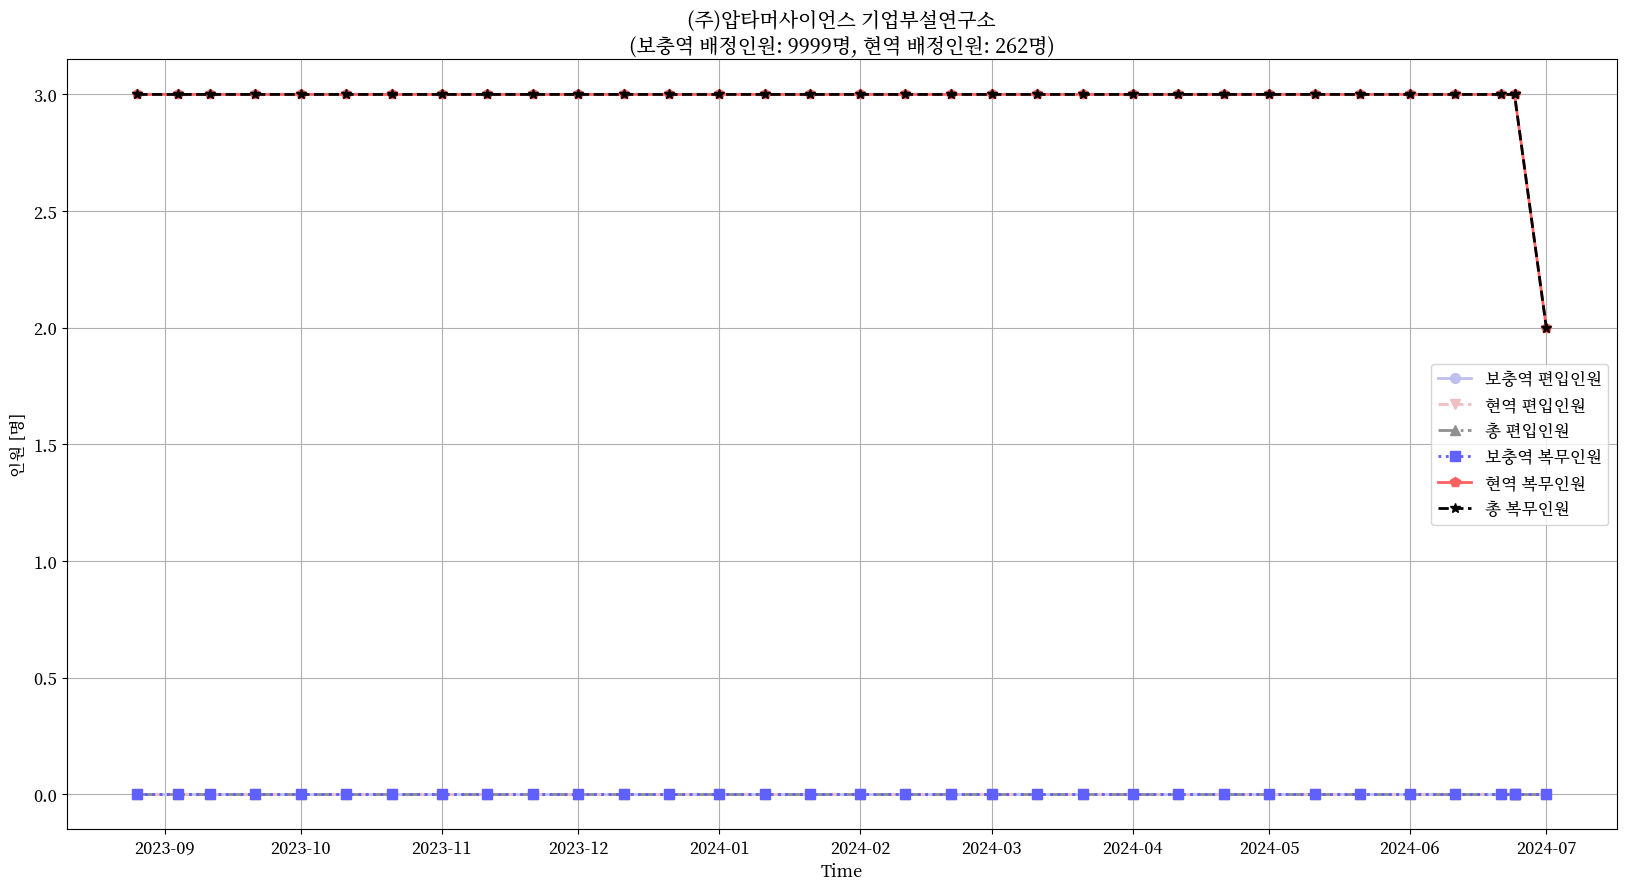 (주)압타머사이언스 기업부설연구소
(보충역 배정인원: 9999명, 현역 배정인원: 262명)
3.0
2.5
2.0
1.5
1.0
0.5
0.0
인원 [명]
보충역 편입인원
현역 편입인원
총 편입인원
보충역 복무인원
현역 복무인원
총 복무인원
2023-09 2023-10 2023-11 2023-12 2024-01 2024-02 2024-03 2024-04 2024-05 2024-06 2024-07
Time